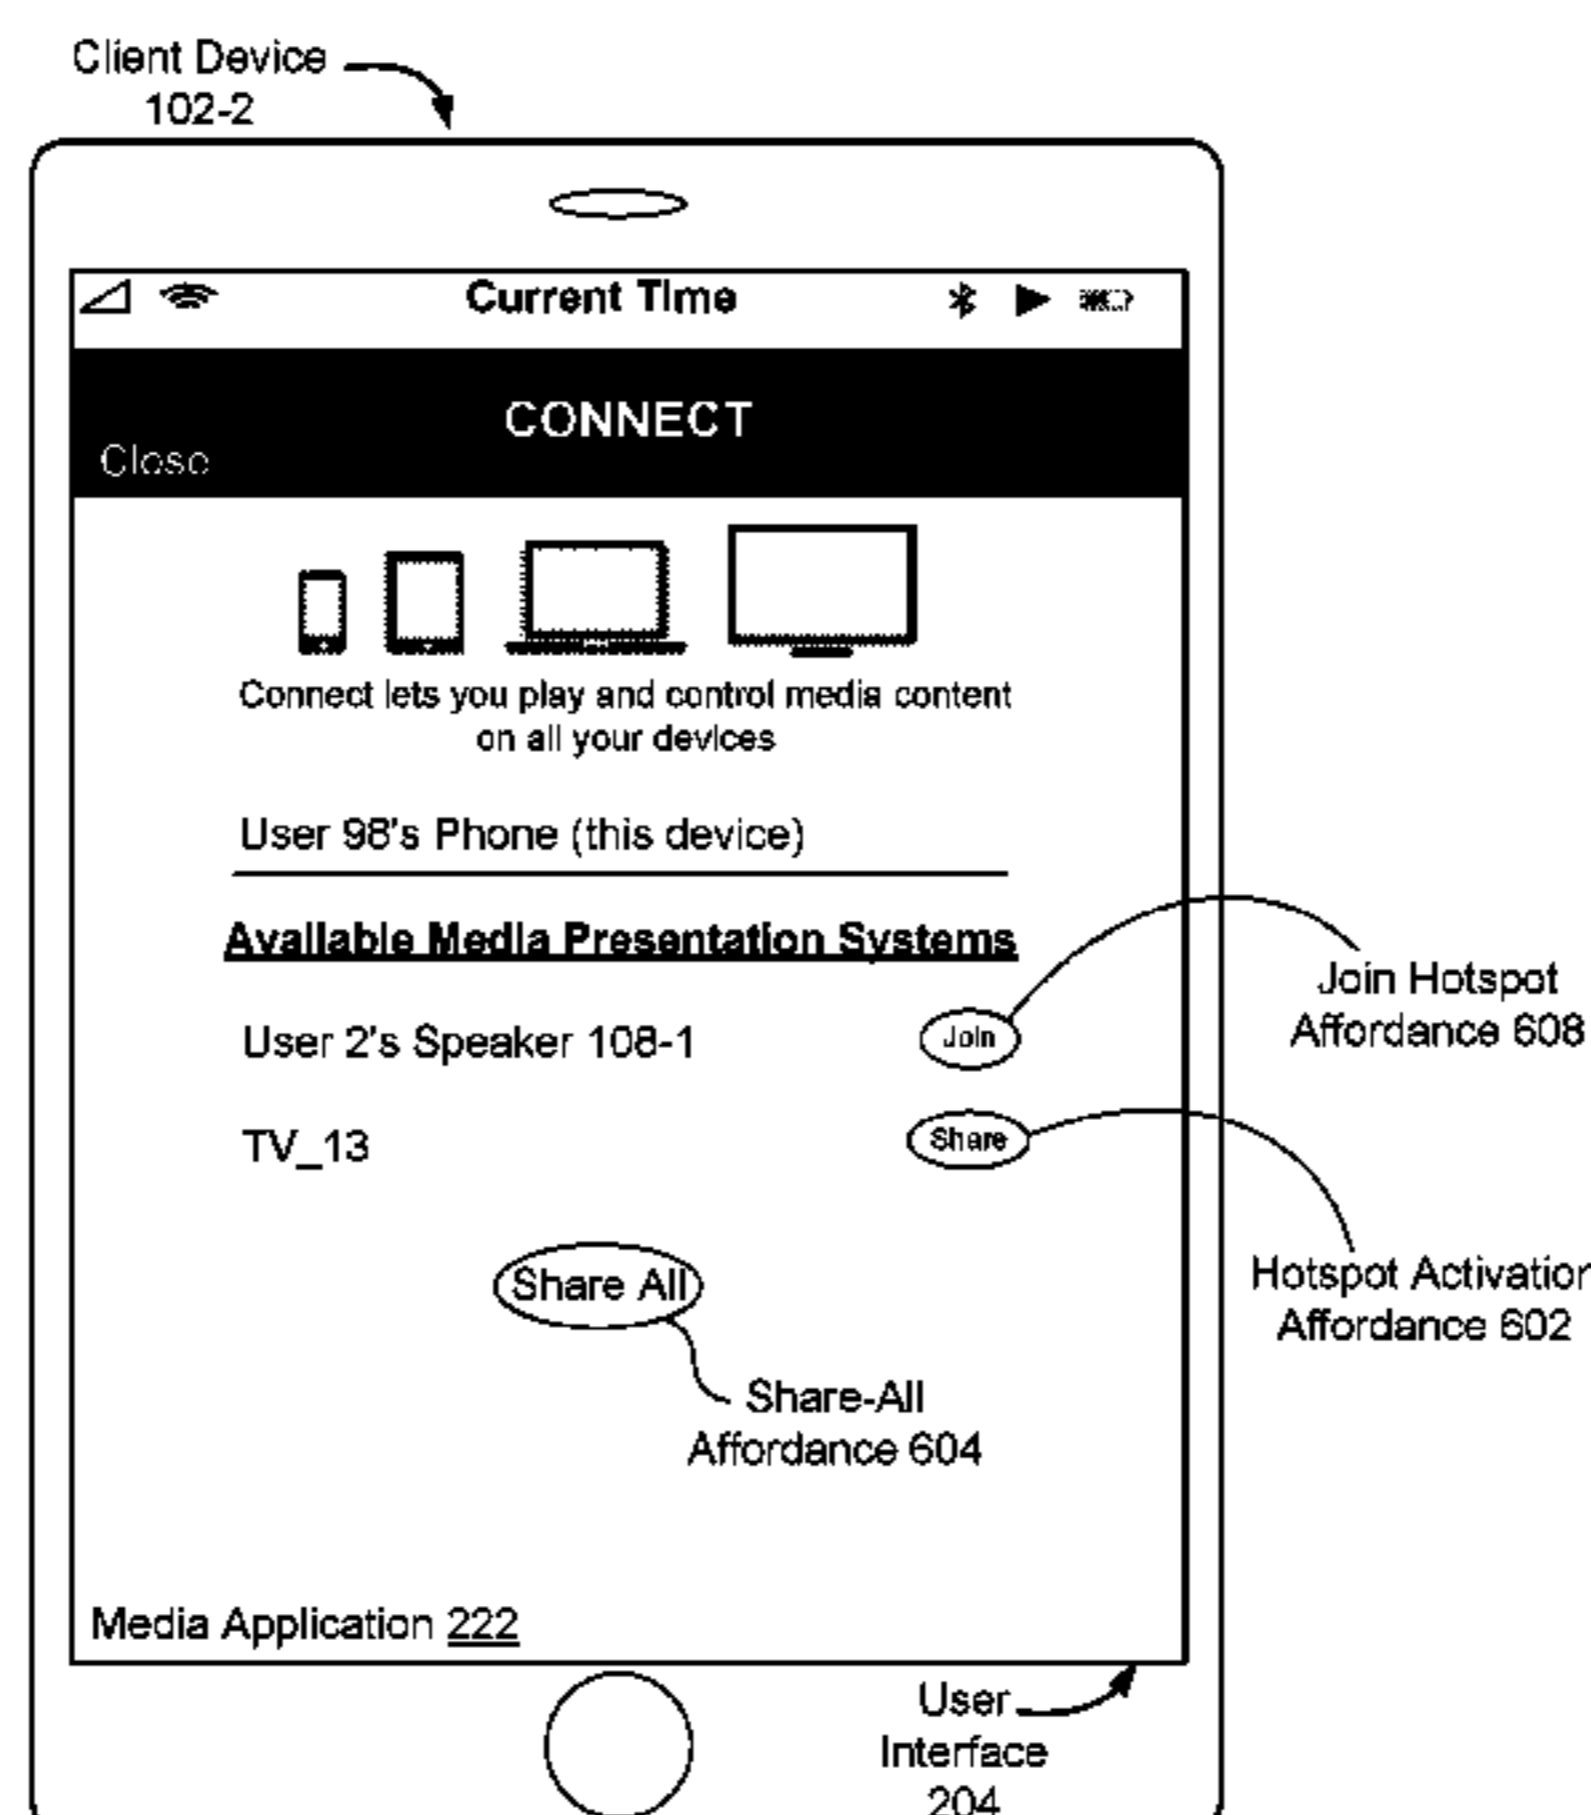 Client Device
102-2
Current Time
CONNECT
Close
Connect lets you play and control media content
on all your devices
User 98's Phone (this device)
Available Media Presentation Systems
User 2's Speaker 108-1
Join
Join Hotspot
Affordance 608
TV_13
Share
Hotspot Activation
Affordance 602
Share All
Share-All
Affordance 604
Media Application 222
User
Interface
204